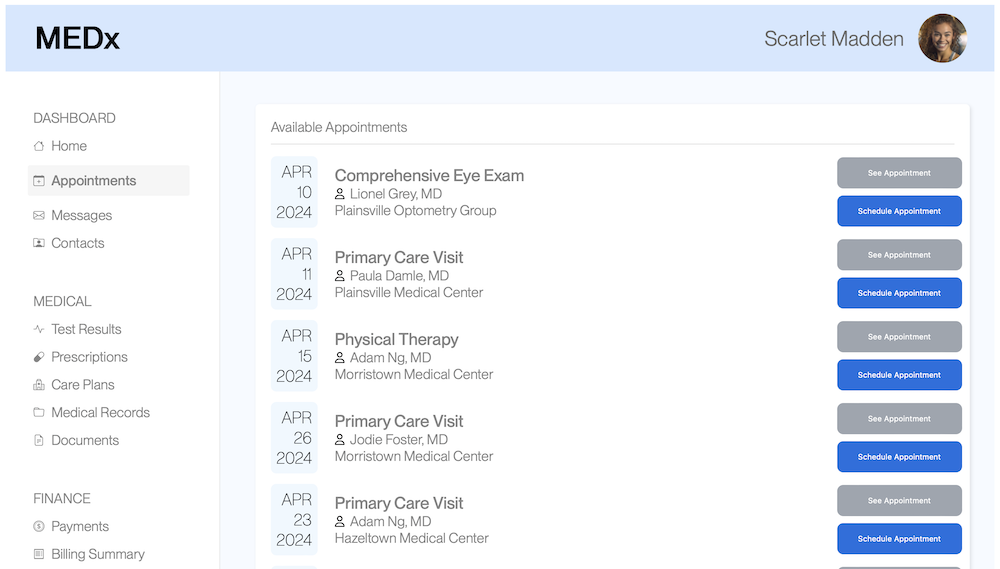 MEDx
Scarlet Madden
DASHBOARD
Home
Appointments
Messages
Contacts
MEDICAL
Test Results
Prescriptions
Care Plans
Medical Records
Documents
FINANCE
Payments
Billing Summary
Available Appointments
APR
10
2024
Comprehensive Eye Exam
Lionel Grey, MD
Plainsville Optometry Group
See Appointment
Schedule Appointment
APR
11
2024
Primary Care Visit
Paula Damle, MD
Plainsville Medical Center
See Appointment
Schedule Appointment
APR
15
2024
Physical Therapy
Adam Ng, MD
Morristown Medical Center
See Appointment
Schedule Appointment
APR
26
2024
Primary Care Visit
Jodie Foster, MD
Morristown Medical Center
See Appointment
Schedule Appointment
APR
23
2024
Primary Care Visit
Adam Ng, MD
Hazeltown Medical Center
See Appointment
Schedule Appointment